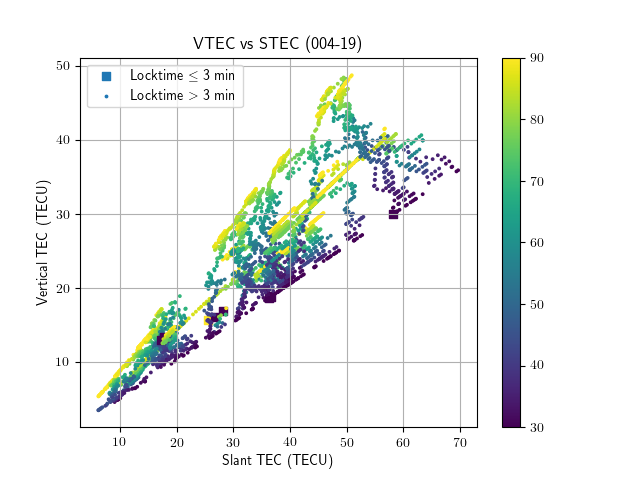 VTEC vs STEC (004-19)
Locktime ≤ 3 min
Locktime > 3 min
Vertical TEC (TECU)
50
40
30
20
10
10 20 30 40 50 60 70
Slant TEC (TECU)
90
80
70
60
50
40
30